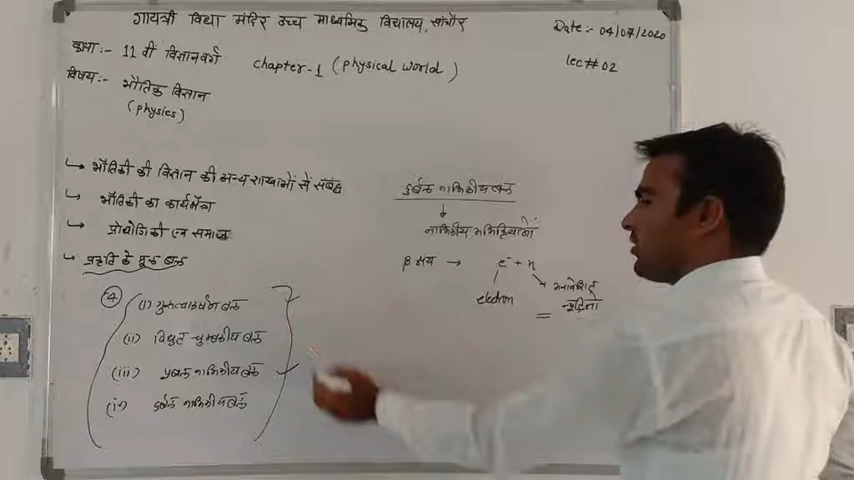 गायत्री विद्या मंदिर उच्च माध्यमिक विद्यालय, सांचौर
Date:- 04/07/2020
Lec# 02
कक्षा:- 11 वीं विज्ञान वर्ग
chapter-1 (physical world)
विषय:- भौतिक विज्ञान
(physics)
↳ भौतिकी की विज्ञान की अन्य शाखाओं से संबंध
↳ भौतिकी का कार्यक्षेत्र
↳ प्रोद्योगिकी एवं समाज
↳ प्रकृति के मूल बल
④ (i) गुरुत्वाकर्षण बल
(ii) विद्युत चुम्बकीय बल
(iii) प्रबल नाभिकीय बल
(iv) दुर्बल नाभिकीय बल
दुर्बल नाभिकीय बल
↓
नाभिकीय अभिक्रियाओं
β क्षय → e⁻ + n
electron
अनावेशित
न्यूट्रिनो